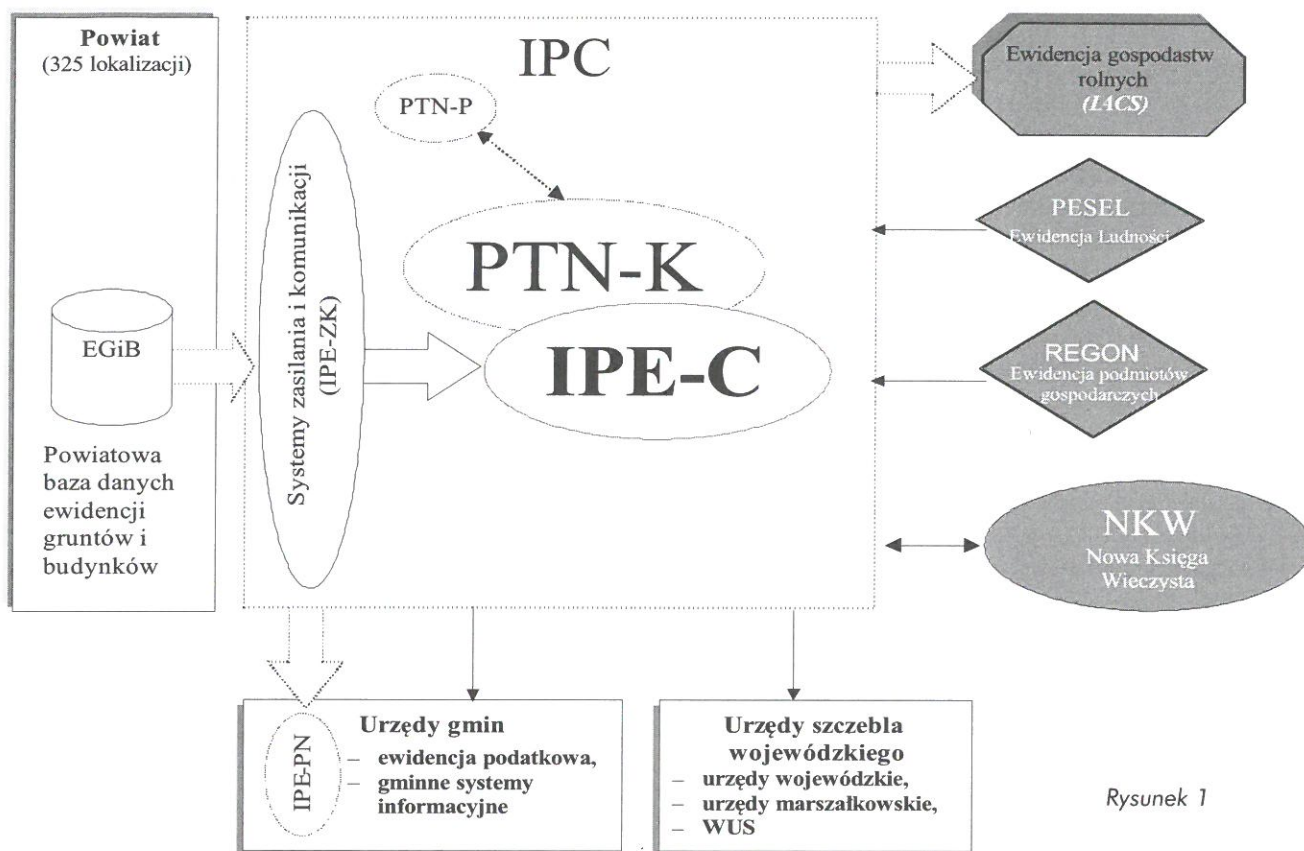 Powiat
(325 lokalizacji)
EGiB
Powiatowa
baza danych
ewidencji
gruntów i
budynków
IPC
PTN-P
Systemy zasilania i komunikacji
(IPE-ZK)
PTN-K
IPE-C
Ewidencja gospodastw
rolnych
(IACS)
PESEL
Ewidencja Ludności
REGON
Ewidencja podmiotów
gospodarczych
NKW
Nowa Księga
Wieczysta
IPE-PN
Urzędy gmin
– ewidencja podatkowa,
– gminne systemy
informacyjne
Urzędy szczebla
wojewódzkiego
– urzędy wojewódzkie,
– urzędy marszałkowskie,
– WUS
Rysunek 1